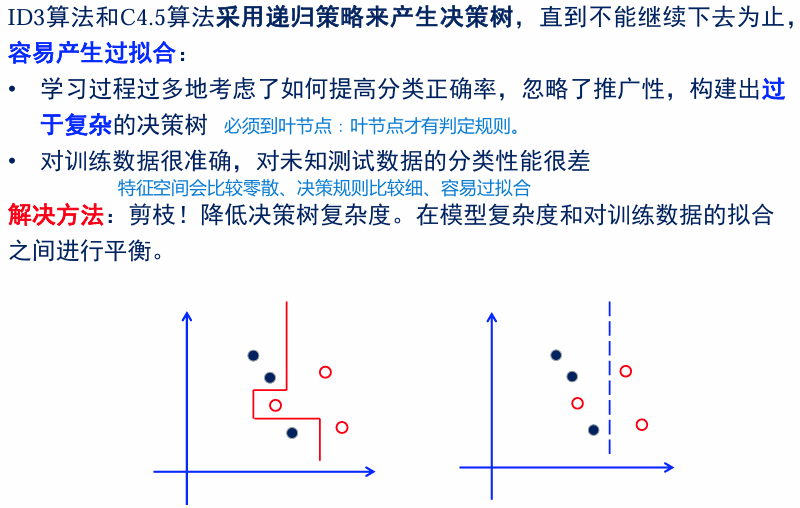 ID3算法和C4.5算法采用递归策略来产生决策树，直到不能继续下去为止，
容易产生过拟合：
• 学习过程过多地考虑了如何提高分类正确率，忽略了推广性，构建出过
于复杂的决策树 必须到叶节点：叶节点才有判定规则。
• 对训练数据很准确，对未知测试数据的分类性能很差
特征空间会比较零散、决策规则比较细、容易过拟合
解决方法：剪枝！降低决策树复杂度。在模型复杂度和对训练数据的拟合
之间进行平衡。